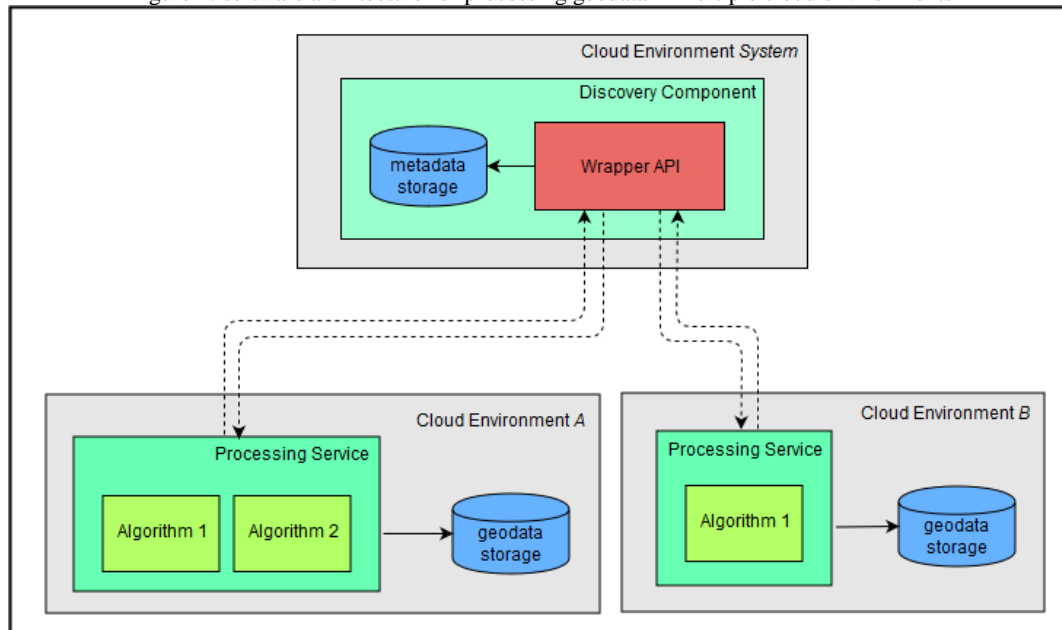 Cloud Environment System
Discovery Component
metadata
storage
Wrapper API
Cloud Environment A
Processing Service
Algorithm 1
Algorithm 2
geodata
storage
Cloud Environment B
Processing Service
Algorithm 1
geodata
storage